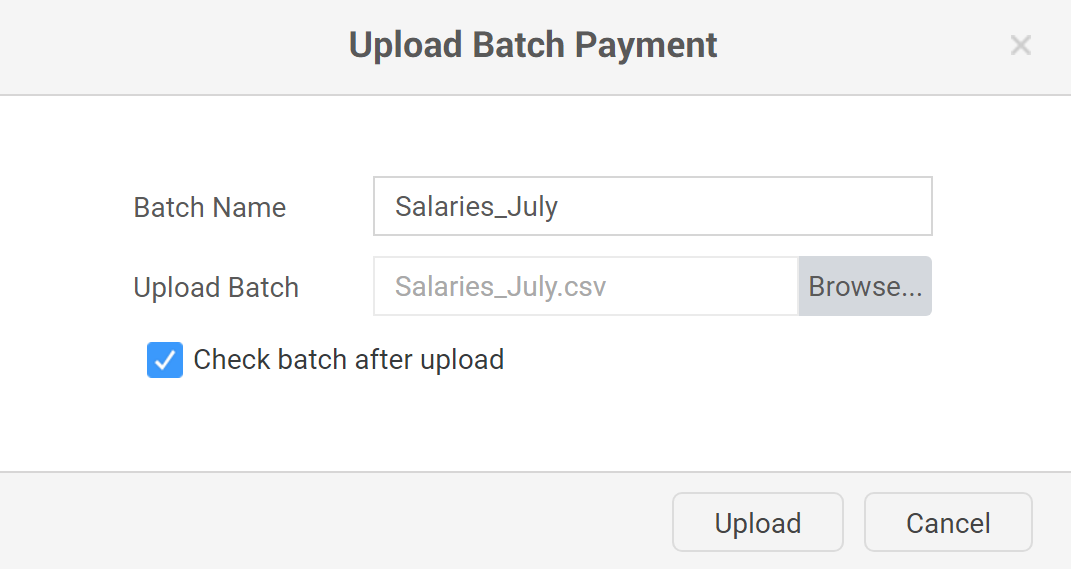 Upload Batch Payment
Batch Name Salaries_July
Upload Batch Salaries_July.csv Browse...
Check batch after upload
Upload Cancel